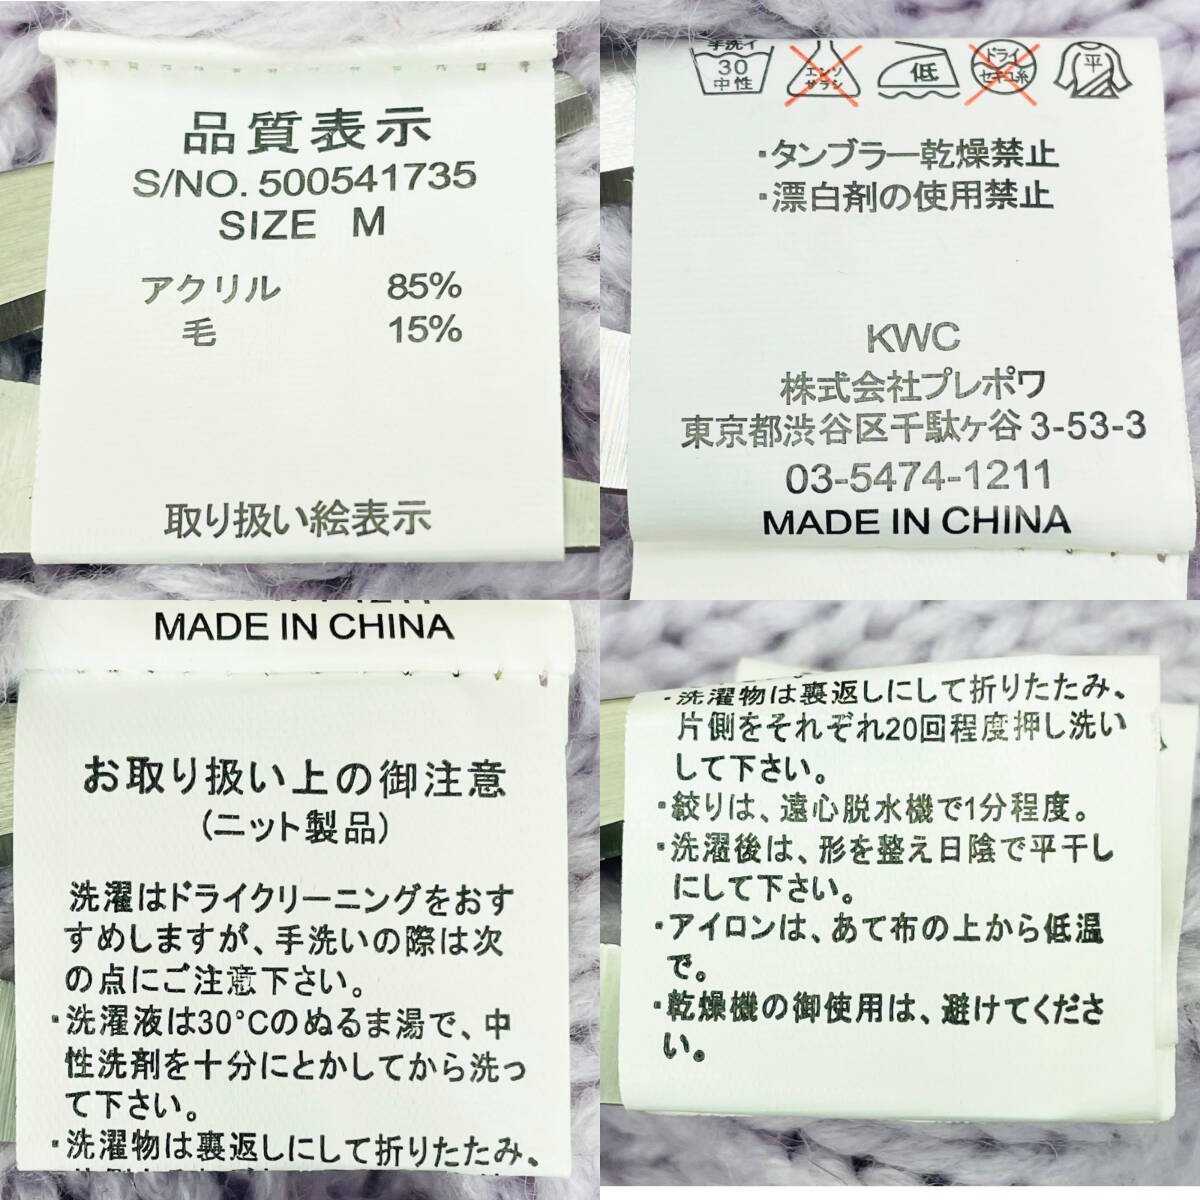 品質表示
S/NO. 500541735
SIZE M
アクリル 85%
毛 15%
取り扱い絵表示
手洗イ
30
中性
エンソ
サラシ
低
ドライ
セキユ系
平
・タンブラー乾燥禁止
・漂白剤の使用禁止
KWC
株式会社プレポワ
東京都渋谷区千駄ヶ谷 3-53-3
03-5474-1211
MADE IN CHINA
MADE IN CHINA
お取り扱い上の御注意
(ニット製品)
洗濯はドライクリーニングをおす
すめしますが、手洗いの際は次
の点にご注意下さい。
・洗濯液は30°Cのぬるま湯で、中
性洗剤を十分にとかしてから洗っ
て下さい。
・洗濯物は裏返しにして折りたたみ、
・洗濯物は裏返しにして折りたたみ、
片側をそれぞれ20回程度押し洗い
して下さい。
・絞りは、遠心脱水機で1分程度。
・洗濯後は、形を整え日陰で平干し
にして下さい。
・アイロンは、あて布の上から低温
で。
・乾燥機の御使用は、避けてくださ
い。